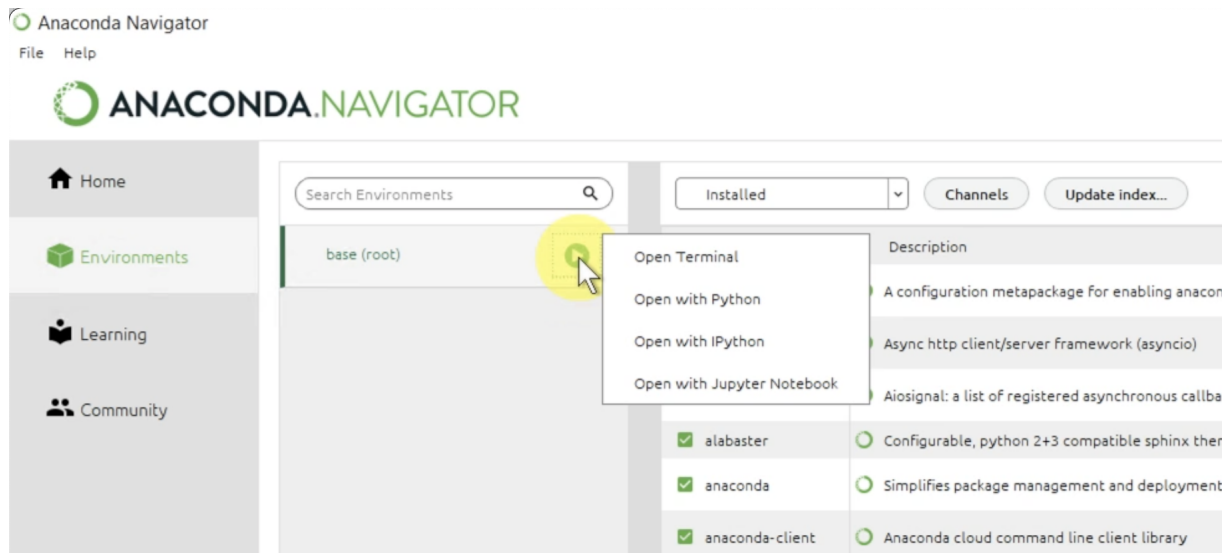 Anaconda Navigator
File Help
ANACONDA.NAVIGATOR
Home
Environments
Learning
Community
Search Environments
base (root)
Open Terminal
Open with Python
Open with IPython
Open with Jupyter Notebook
Installed
Channels
Update index...
Description
A configuration metapackage for enabling anacon
Async http client/server framework (asyncio)
Aiosignal: a list of registered asynchronous callba
alabaster Configurable, python 2+3 compatible sphinx ther
anaconda Simplifies package management and deployment
anaconda-client Anaconda cloud command line client library